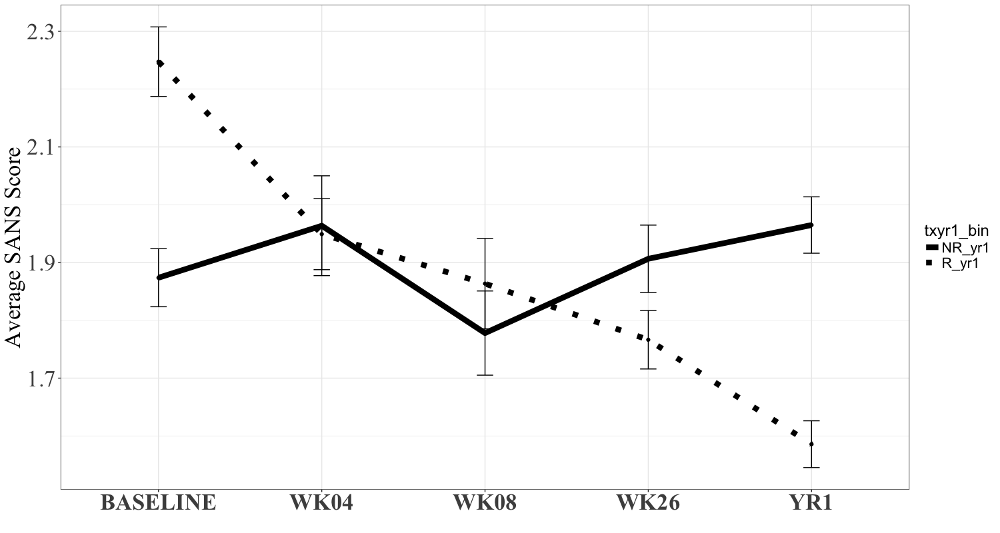 Average SANS Score
2.3
2.1
1.9
1.7
BASELINE WK04 WK08 WK26 YR1
txyr1_bin
NR_yr1
R_yr1